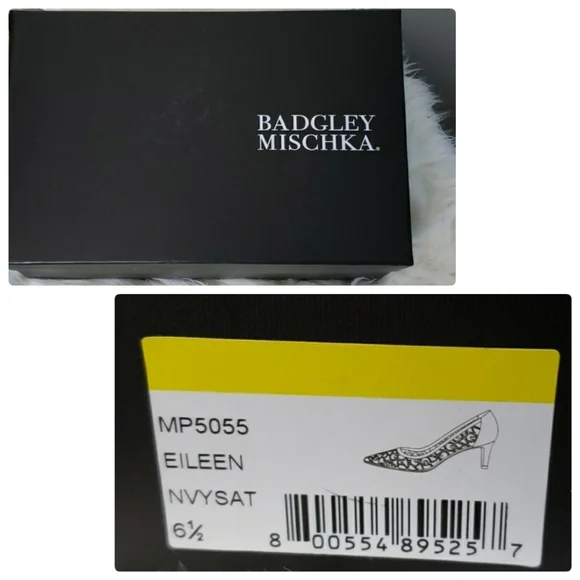 BADGLEY
MISCHKA®
MP5055
EILEEN
NVYSAT
6½
8 00554 89525 7